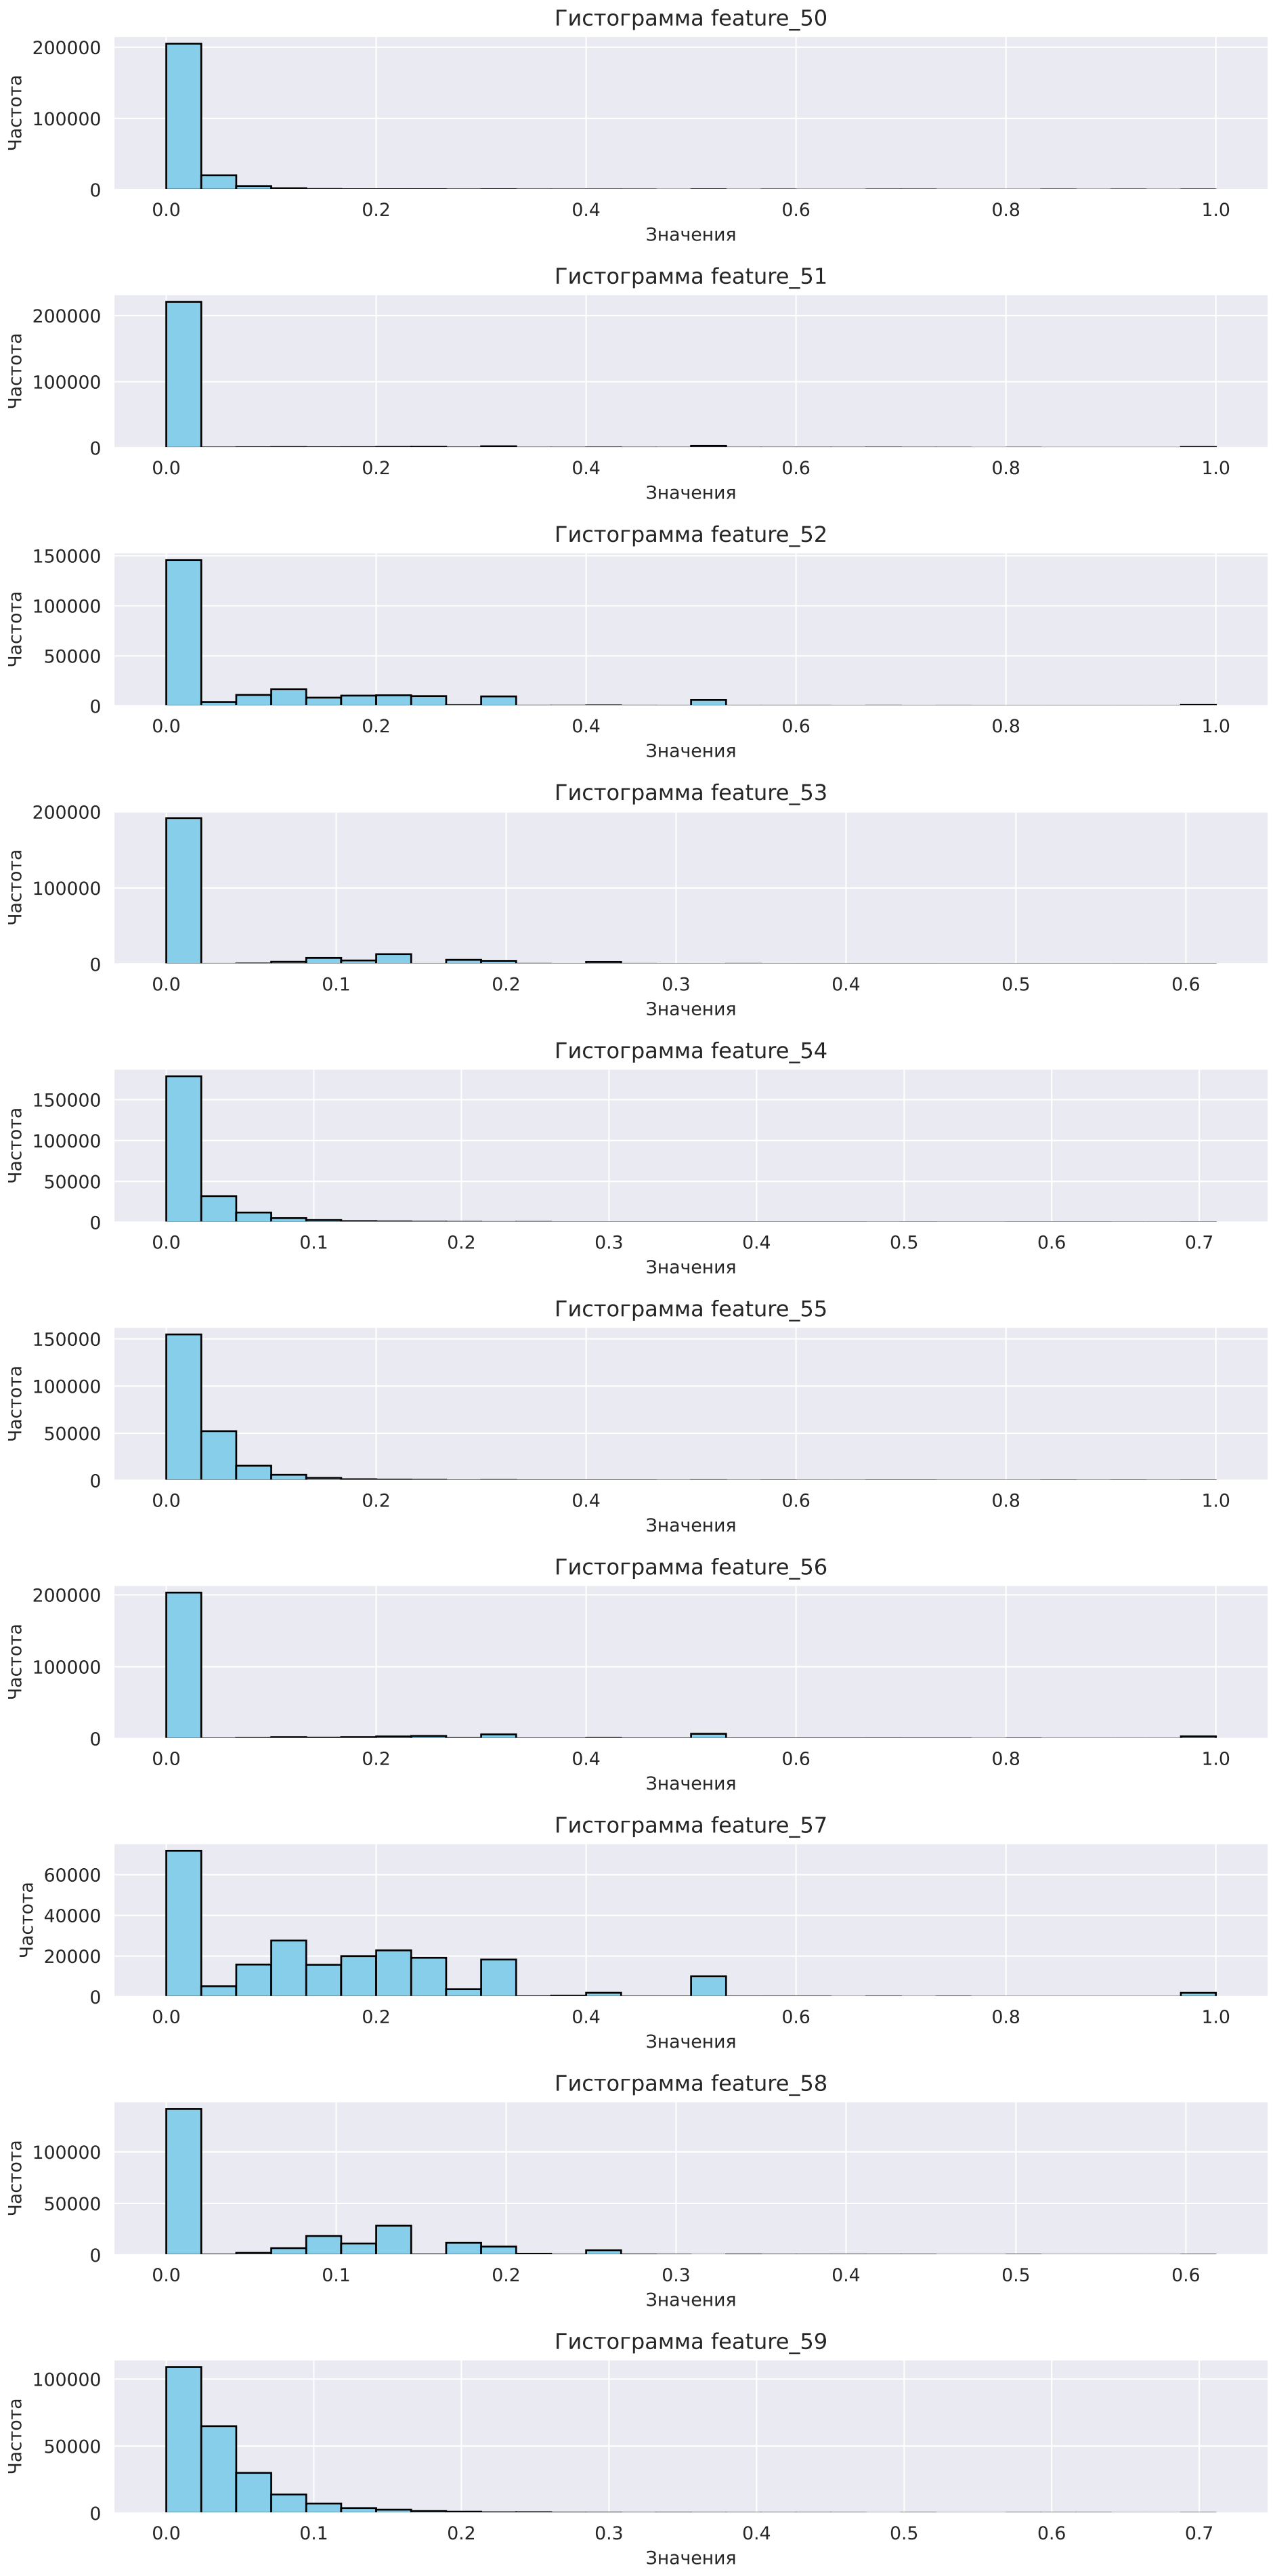 Гистограмма feature_50
200000
100000
0
Частота
0.0 0.2 0.4 0.6 0.8 1.0
Значения
Гистограмма feature_51
200000
100000
0
Частота
0.0 0.2 0.4 0.6 0.8 1.0
Значения
Гистограмма feature_52
150000
100000
50000
0
Частота
0.0 0.2 0.4 0.6 0.8 1.0
Значения
Гистограмма feature_53
200000
100000
0
Частота
0.0 0.1 0.2 0.3 0.4 0.5 0.6
Значения
Гистограмма feature_54
150000
100000
50000
0
Частота
0.0 0.1 0.2 0.3 0.4 0.5 0.6 0.7
Значения
Гистограмма feature_55
150000
100000
50000
0
Частота
0.0 0.2 0.4 0.6 0.8 1.0
Значения
Гистограмма feature_56
200000
100000
0
Частота
0.0 0.2 0.4 0.6 0.8 1.0
Значения
Гистограмма feature_57
60000
40000
20000
0
Частота
0.0 0.2 0.4 0.6 0.8 1.0
Значения
Гистограмма feature_58
100000
50000
0
Частота
0.0 0.1 0.2 0.3 0.4 0.5 0.6
Значения
Гистограмма feature_59
100000
50000
0
Частота
0.0 0.1 0.2 0.3 0.4 0.5 0.6 0.7
Значения